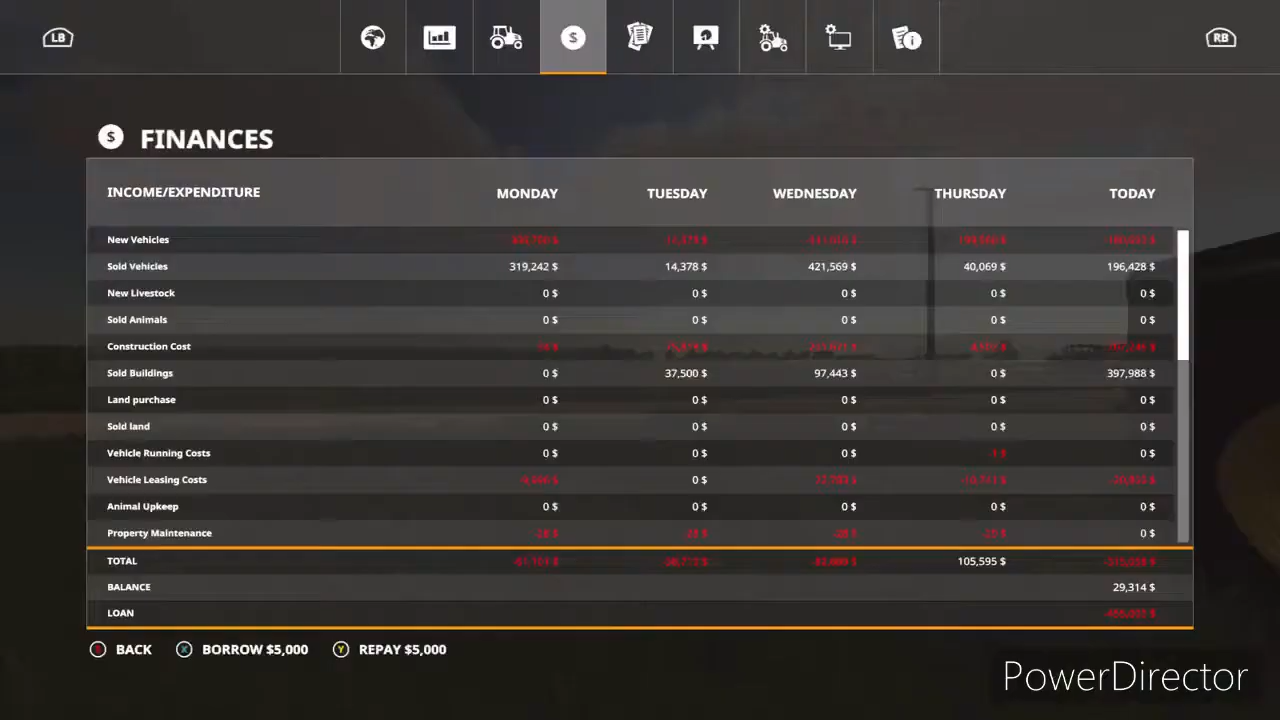 LB RB
FINANCES
INCOME/EXPENDITURE MONDAY TUESDAY WEDNESDAY THURSDAY TODAY
New Vehicles
Sold Vehicles 319,242 $ 14,378 $ 421,569 $ 40,069 $ 196,428 $
New Livestock 0 $ 0 $ 0 $ 0 $ 0 $
Sold Animals 0 $ 0 $ 0 $ 0 $ 0 $
Construction Cost
Sold Buildings 0 $ 37,500 $ 97,443 $ 0 $ 397,988 $
Land purchase 0 $ 0 $ 0 $ 0 $ 0 $
Sold land 0 $ 0 $ 0 $ 0 $ 0 $
Vehicle Running Costs 0 $ 0 $ 0 $ -1 $ 0 $
Vehicle Leasing Costs 0 $
Animal Upkeep 0 $ 0 $ 0 $ 0 $ 0 $
Property Maintenance 0 $
TOTAL 105,595 $
BALANCE 29,314 $
LOAN
BACK X BORROW $5,000 Y REPAY $5,000
PowerDirector